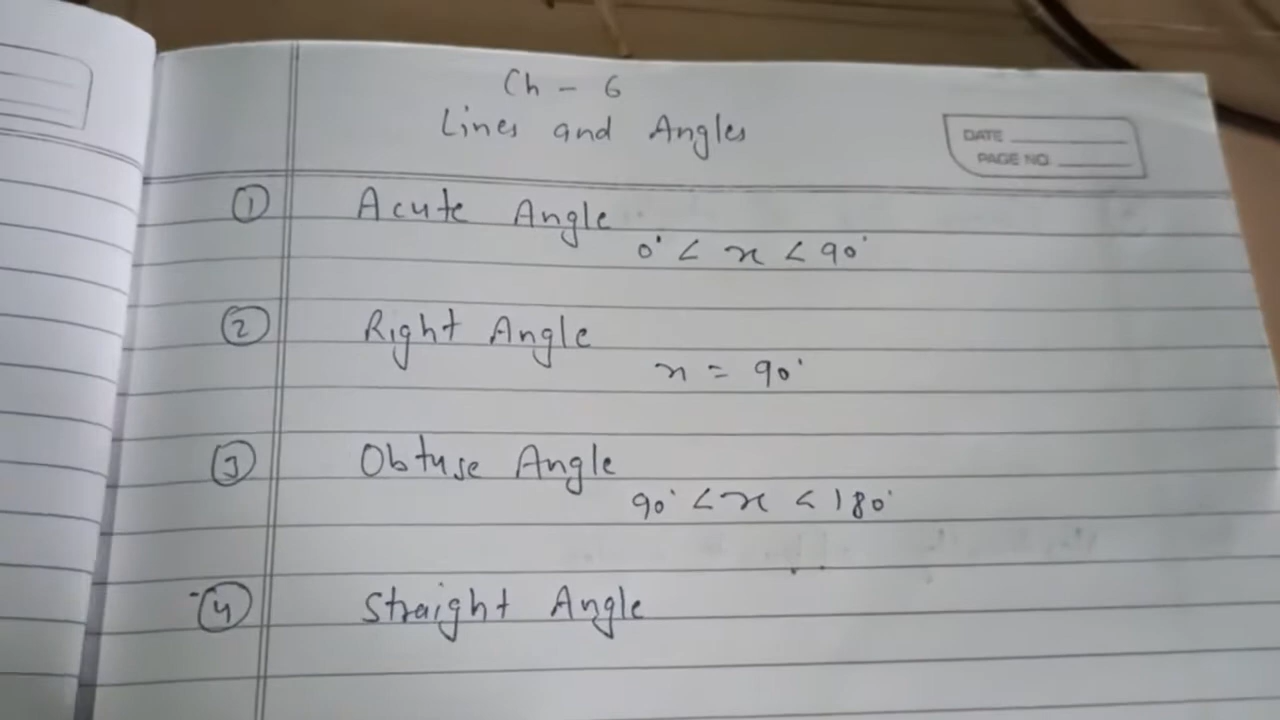 Ch - 6
Lines and Angles
DATE
PAGE NO.
① Acute Angle
0° < x < 90°
② Right Angle
x = 90°
③ Obtuse Angle
90° < x < 180°
④ Straight Angle